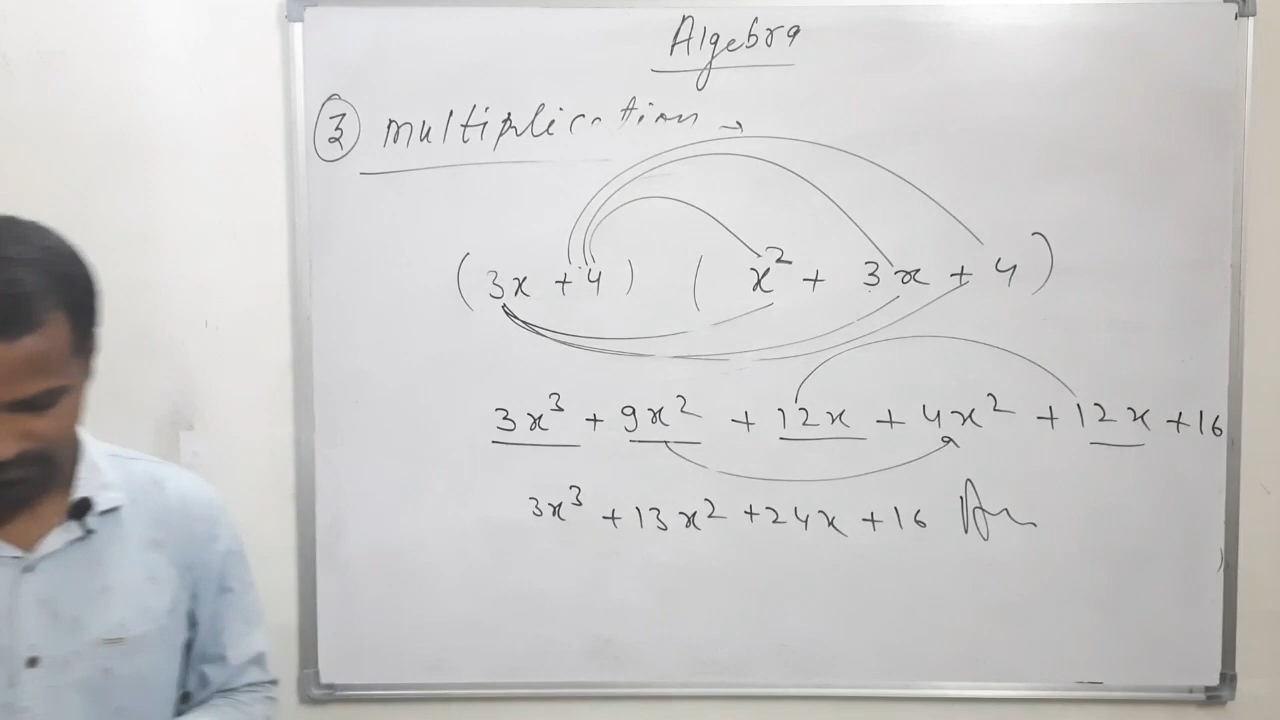 Algebra
③ multiplication →
(3x + 4) ( x² + 3x + 4)
3x³ + 9x² + 12x + 4x² + 12x + 16
3x³ + 13x² + 24x + 16 Ans